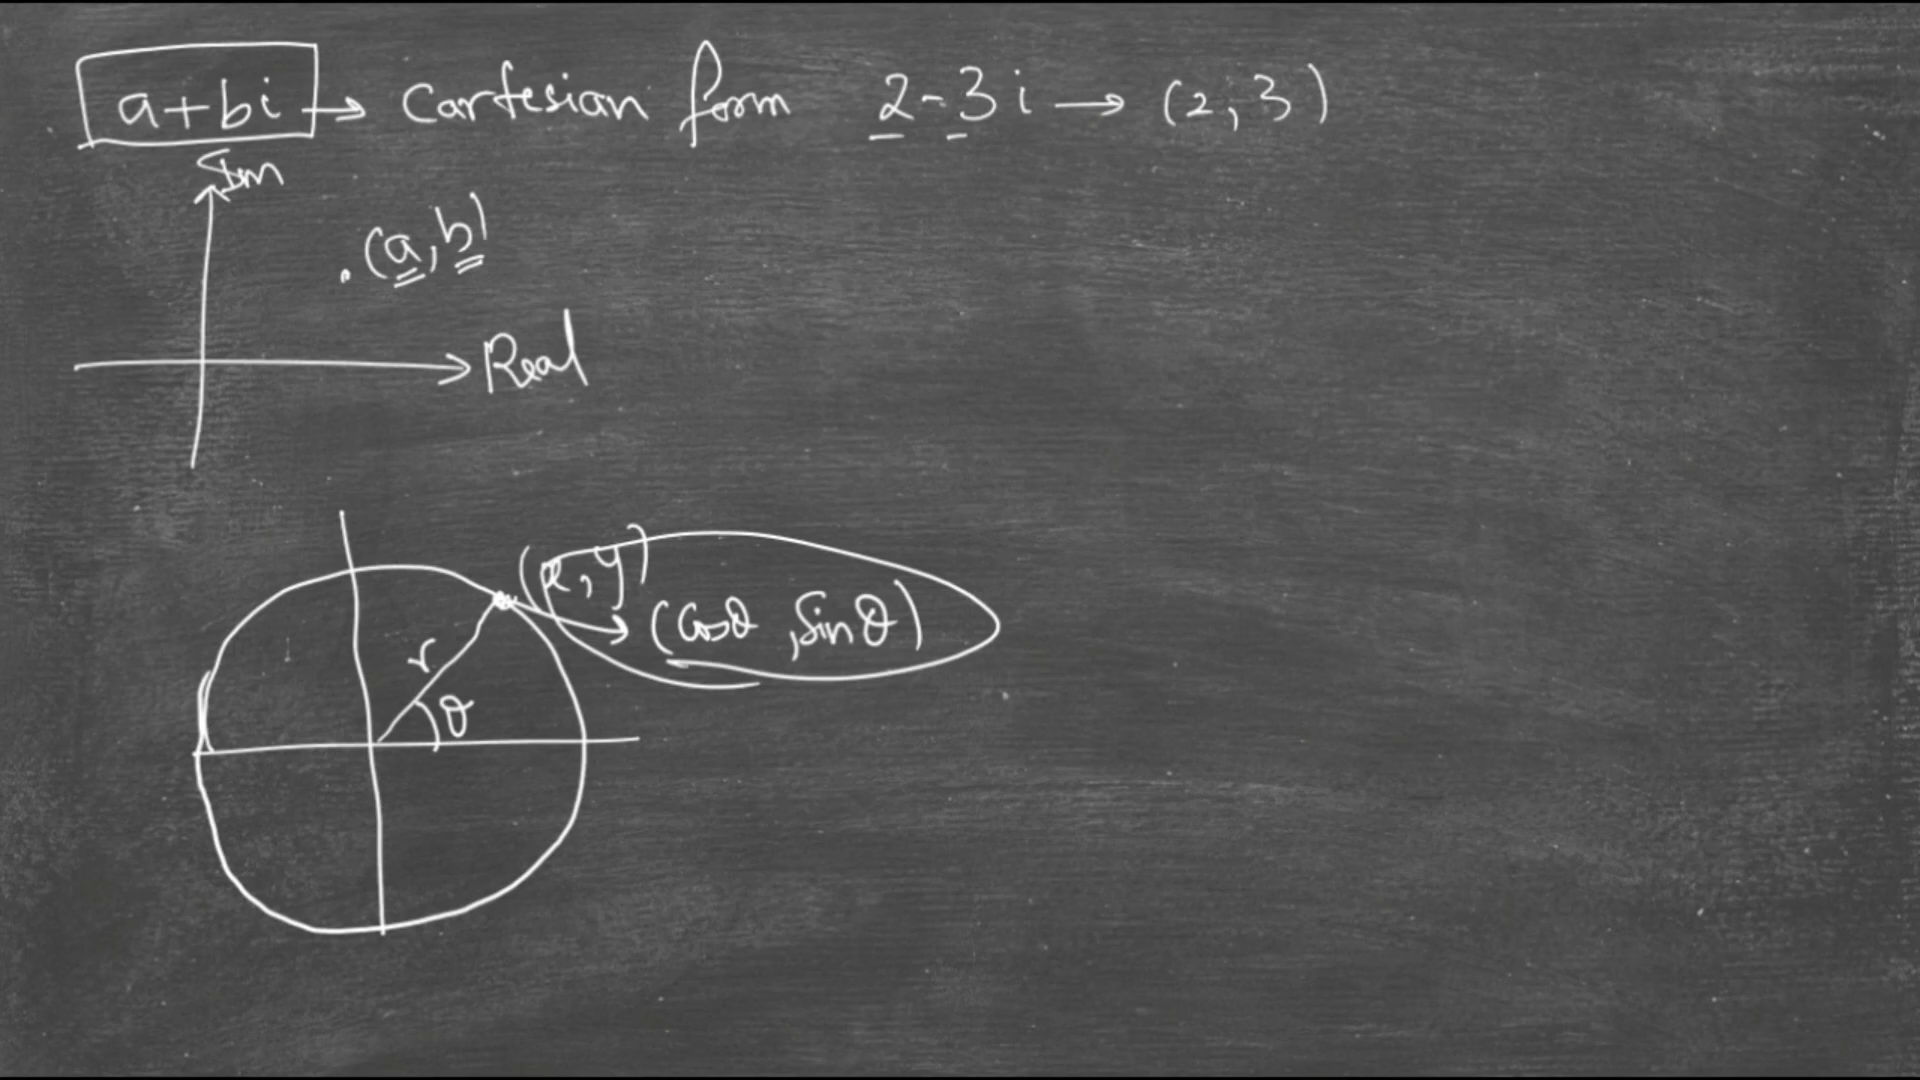 a+bi → Cartesian form 2-3i → (2, 3)
Im
.(a,b)
Real
(x,y)
(Cosθ, Sinθ)
r
θ